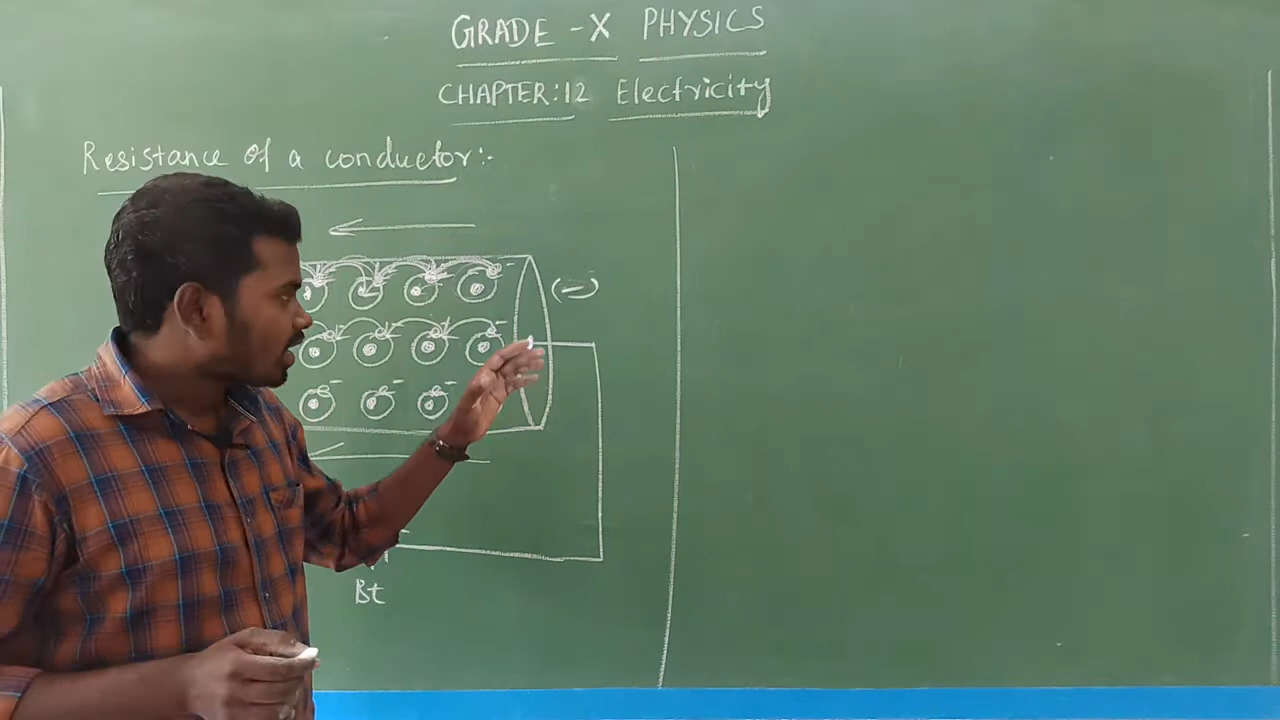 GRADE -X PHYSICS
CHAPTER:12 Electricity
Resistance of a conductor:-
(-)
Bt